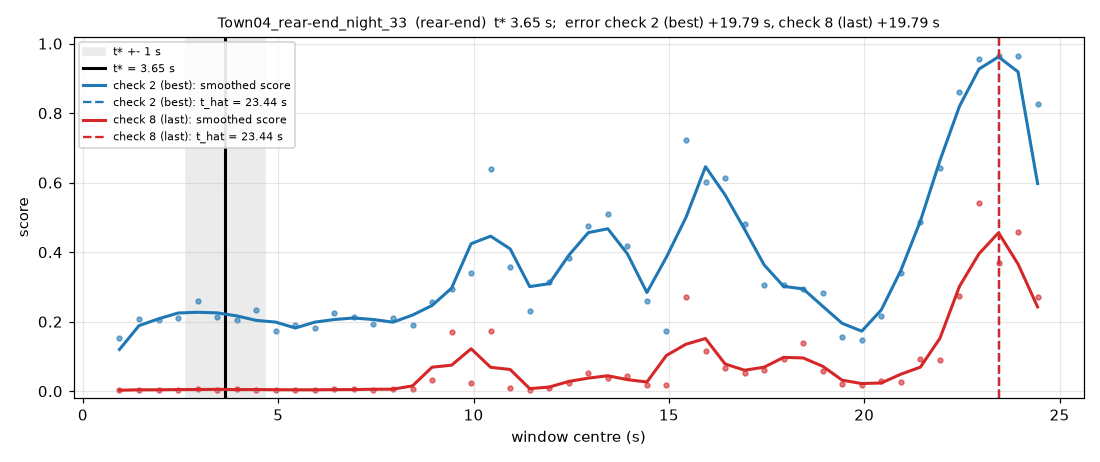 Town04_rear-end_night_33  (rear-end)  t* 3.65 s;  error check 2 (best) +19.79 s, check 8 (last) +19.79 s
t* +- 1 s
t* = 3.65 s
check 2 (best): smoothed score
check 2 (best): t_hat = 23.44 s
check 8 (last): smoothed score
check 8 (last): t_hat = 23.44 s
score
1.0
0.8
0.6
0.4
0.2
0.0
0
5
10
15
20
25
window centre (s)